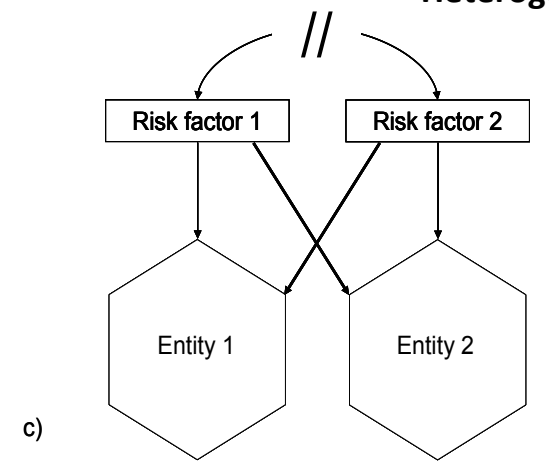 //
Risk factor 1
Risk factor 2
Entity 1
Entity 2
c)